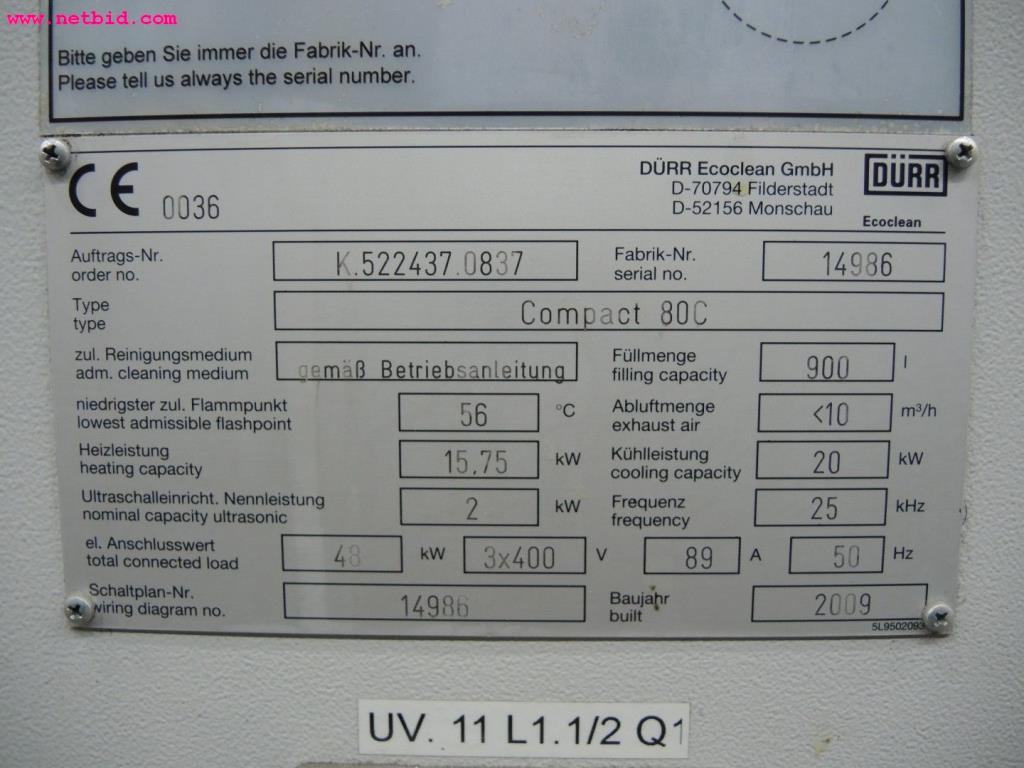 www.netbid.com
Bitte geben Sie immer die Fabrik-Nr. an.
Please tell us always the serial number.
CE 0036
DÜRR Ecoclean GmbH
D-70794 Filderstadt
D-52156 Monschau
DÜRR
Ecoclean
Auftrags-Nr.
order no.
K.522437.0837
Fabrik-Nr.
serial no.
14986
Type
type
Compact 80C
zul. Reinigungsmedium
adm. cleaning medium
gemäß Betriebsanleitung
Füllmenge
filling capacity
900 l
niedrigster zul. Flammpunkt
lowest admissible flashpoint
56 °C
Abluftmenge
exhaust air
<10 m³/h
Heizleistung
heating capacity
15,75 kW
Kühlleistung
cooling capacity
20 kW
Ultraschalleinricht. Nennleistung
nominal capacity ultrasonic
2 kW
Frequenz
frequency
25 kHz
el. Anschlusswert
total connected load
48 kW 3x400 V 89 A 50 Hz
Schaltplan-Nr.
wiring diagram no.
14986
Baujahr
built
2009
5L9502093
UV. 11 L1.1/2 Q1